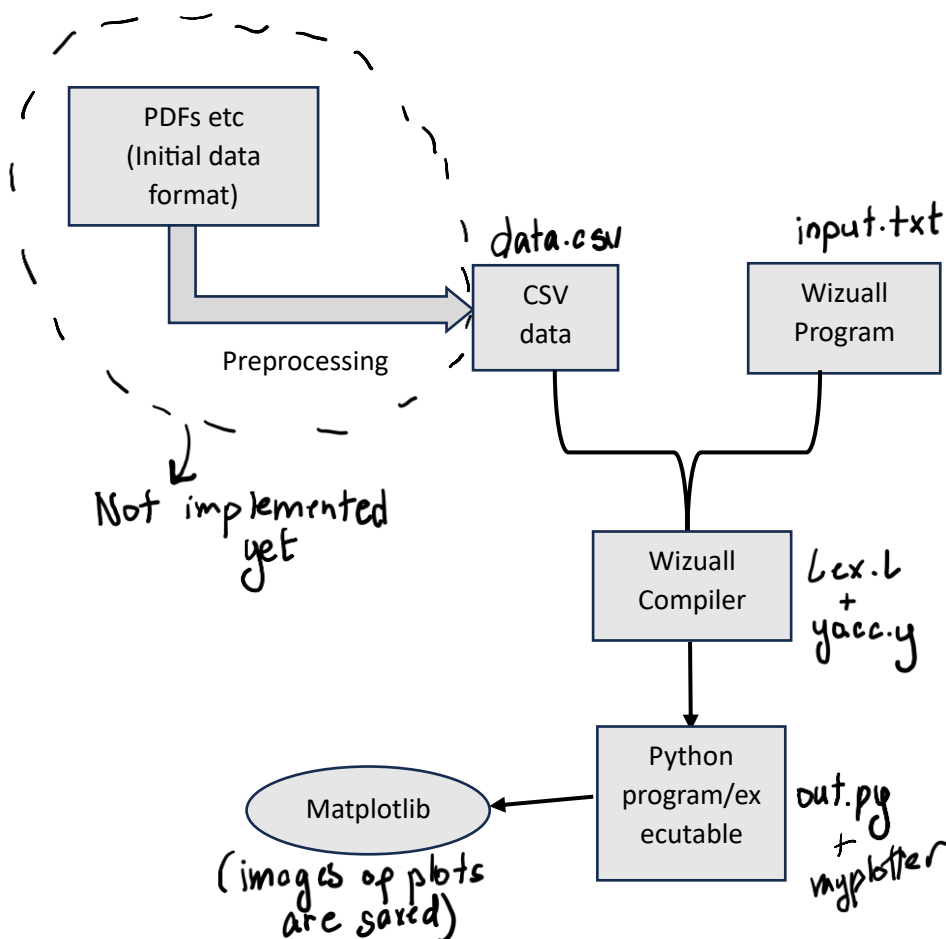 PDFs etc
(Initial data
format)
data.csv
input.txt
CSV
data
Wizuall
Program
Preprocessing
Not implemented
yet
Wizuall
Compiler
Lex.l
+
yacc.y
Python
program/ex
ecutable
out.py
+
myplotter
Matplotlib
(images of plots
are saved)